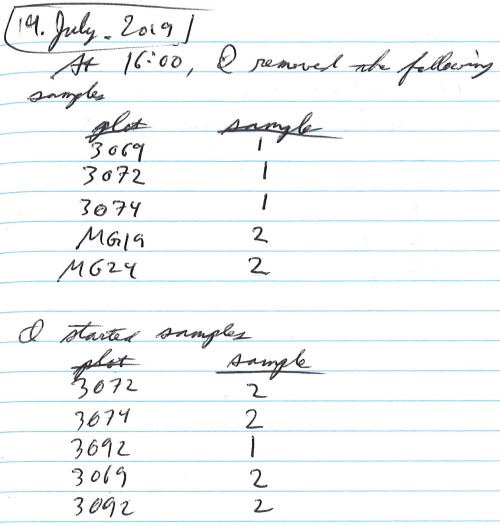 14. July. 2019
At 16:00, I removed the following
samples
plot sample
3069 1
3072 1
3074 1
MG19 2
MG24 2
I started samples
plot sample
3072 2
3074 2
3092 1
3069 2
3092 2